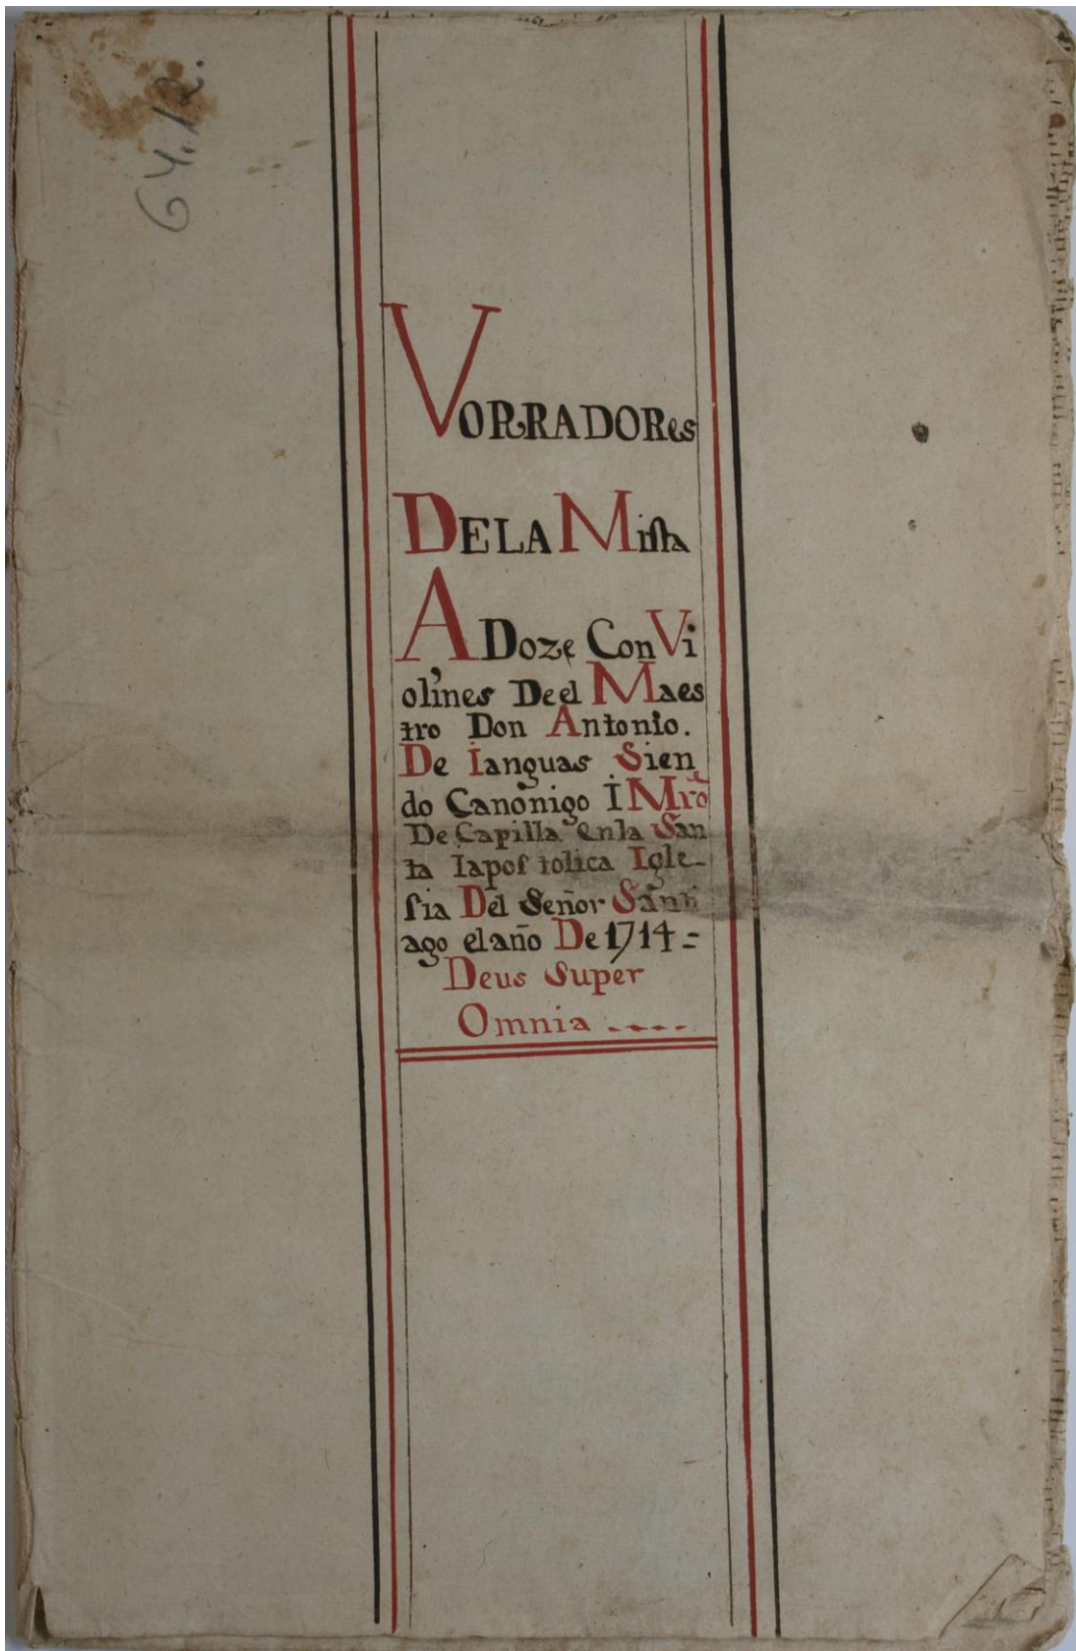 64.12.
VORRADORes
DE LA Missa
A Doze Con Vi
olines De el Maes
tro Don Antonio.
De Ianguas Sien
do Canonigo I Mro
De Capilla en la San
ta Iapos tolica Igle-
sia Del Señor Santi
ago el año De 1714=
Deus Super
Omnia .----